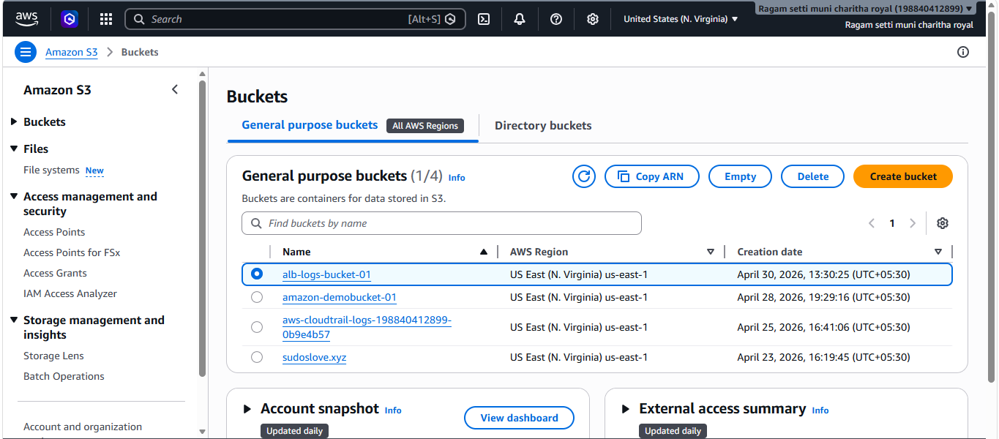 aws
Search
[Alt+S]
United States (N. Virginia)
Ragam setti muni charitha royal (198840412899)
Ragam setti muni charitha royal
Amazon S3
Buckets
Amazon S3
Buckets
Files
File systems New
Access management and
security
Access Points
Access Points for FSx
Access Grants
IAM Access Analyzer
Storage management and
insights
Storage Lens
Batch Operations
Account and organization
Buckets
General purpose buckets All AWS Regions Directory buckets
General purpose buckets (1/4) Info
Copy ARN Empty Delete Create bucket
Buckets are containers for data stored in S3.
Find buckets by name
1
Name AWS Region Creation date
alb-logs-bucket-01 US East (N. Virginia) us-east-1 April 30, 2026, 13:30:25 (UTC+05:30)
amazon-demobucket-01 US East (N. Virginia) us-east-1 April 28, 2026, 19:29:16 (UTC+05:30)
aws-cloudtrail-logs-198840412899-
0b9e4b57 US East (N. Virginia) us-east-1 April 25, 2026, 16:41:06 (UTC+05:30)
sudoslove.xyz US East (N. Virginia) us-east-1 April 23, 2026, 16:19:45 (UTC+05:30)
Account snapshot Info
Updated daily
View dashboard
External access summary Info
Updated daily